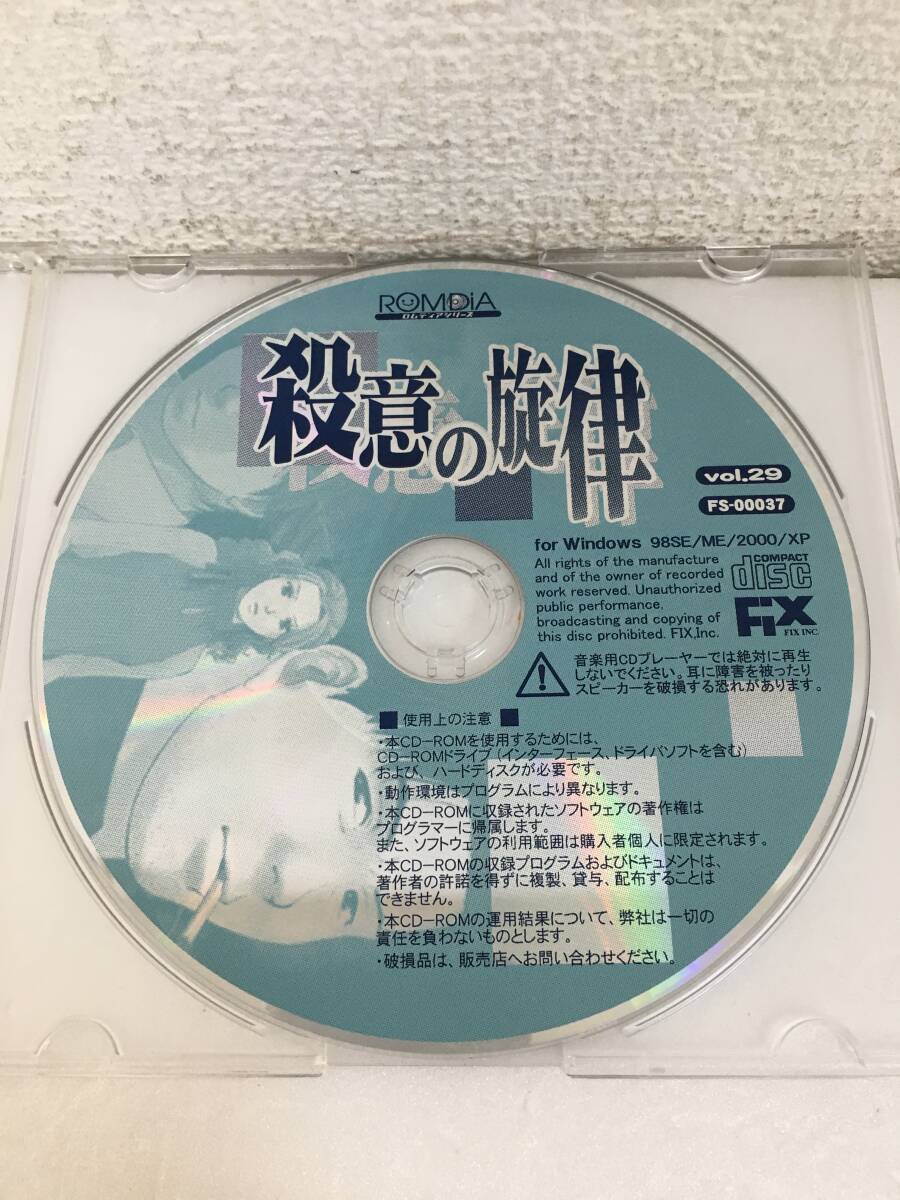 ROMDiA
ロムディアシリーズ
殺意の旋律
vol.29
FS-00037
for Windows 98SE/ME/2000/XP
All rights of the manufacture
and of the owner of recorded
work reserved. Unauthorized
public performance.
broadcasting and copying of
this disc prohibited. FIX,Inc.
COMPACT
disc
FiX
FIX INC.
音楽用CDプレーヤーでは絶対に再生
しないでください。耳に障害を被ったり
スピーカーを破損する恐れがあります。
■ 使用上の注意 ■
・本CD-ROMを使用するためには、
CD-ROMドライブ(インターフェース、ドライバソフトを含む)
および、ハードディスクが必要です。
・動作環境はプログラムにより異なります。
・本CD-ROMに収録されたソフトウェアの著作権は
プログラマーに帰属します。
また、ソフトウェアの利用範囲は購入者個人に限定されます。
・本CD-ROMの収録プログラムおよびドキュメントは、
著作者の許諾を得ずに複製、貸与、配布することは
できません。
・本CD-ROMの運用結果について、弊社は一切の
責任を負わないものとします。
・破損品は、販売店へお問い合わせください。